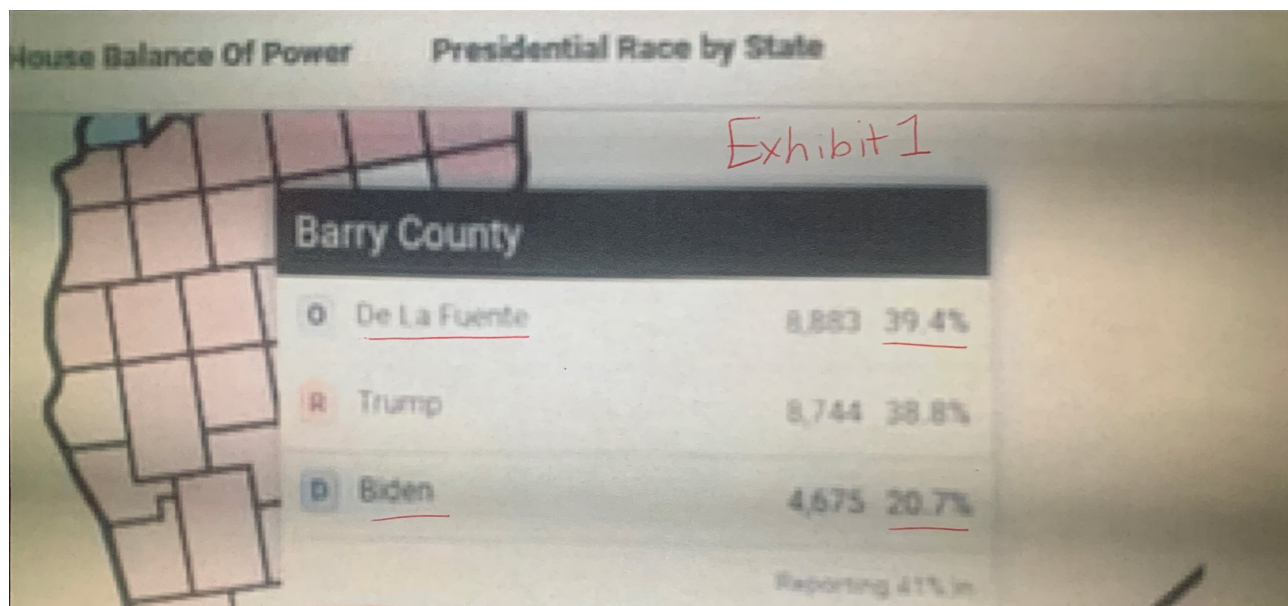 House Balance Of Power Presidential Race by State
Exhibit 1
Barry County
O De La Fuente 8,883 39.4%
R Trump 8,744 38.8%
D Biden 4,675 20.7%
Reporting 41% in